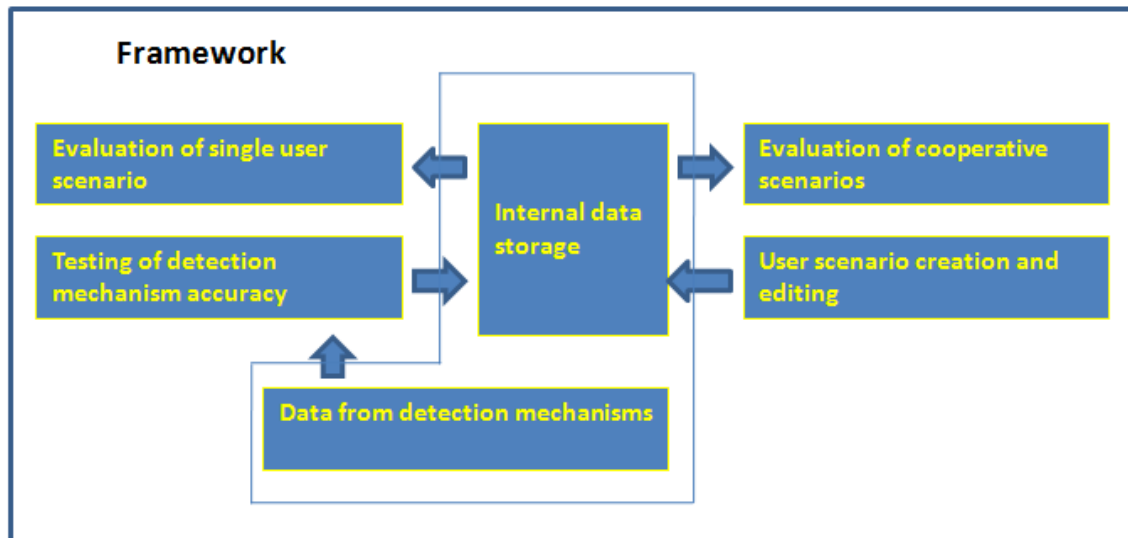 Framework
Evaluation of single user
scenario
Testing of detection
mechanism accuracy
Internal data
storage
Evaluation of cooperative
scenarios
User scenario creation and
editing
Data from detection mechanisms